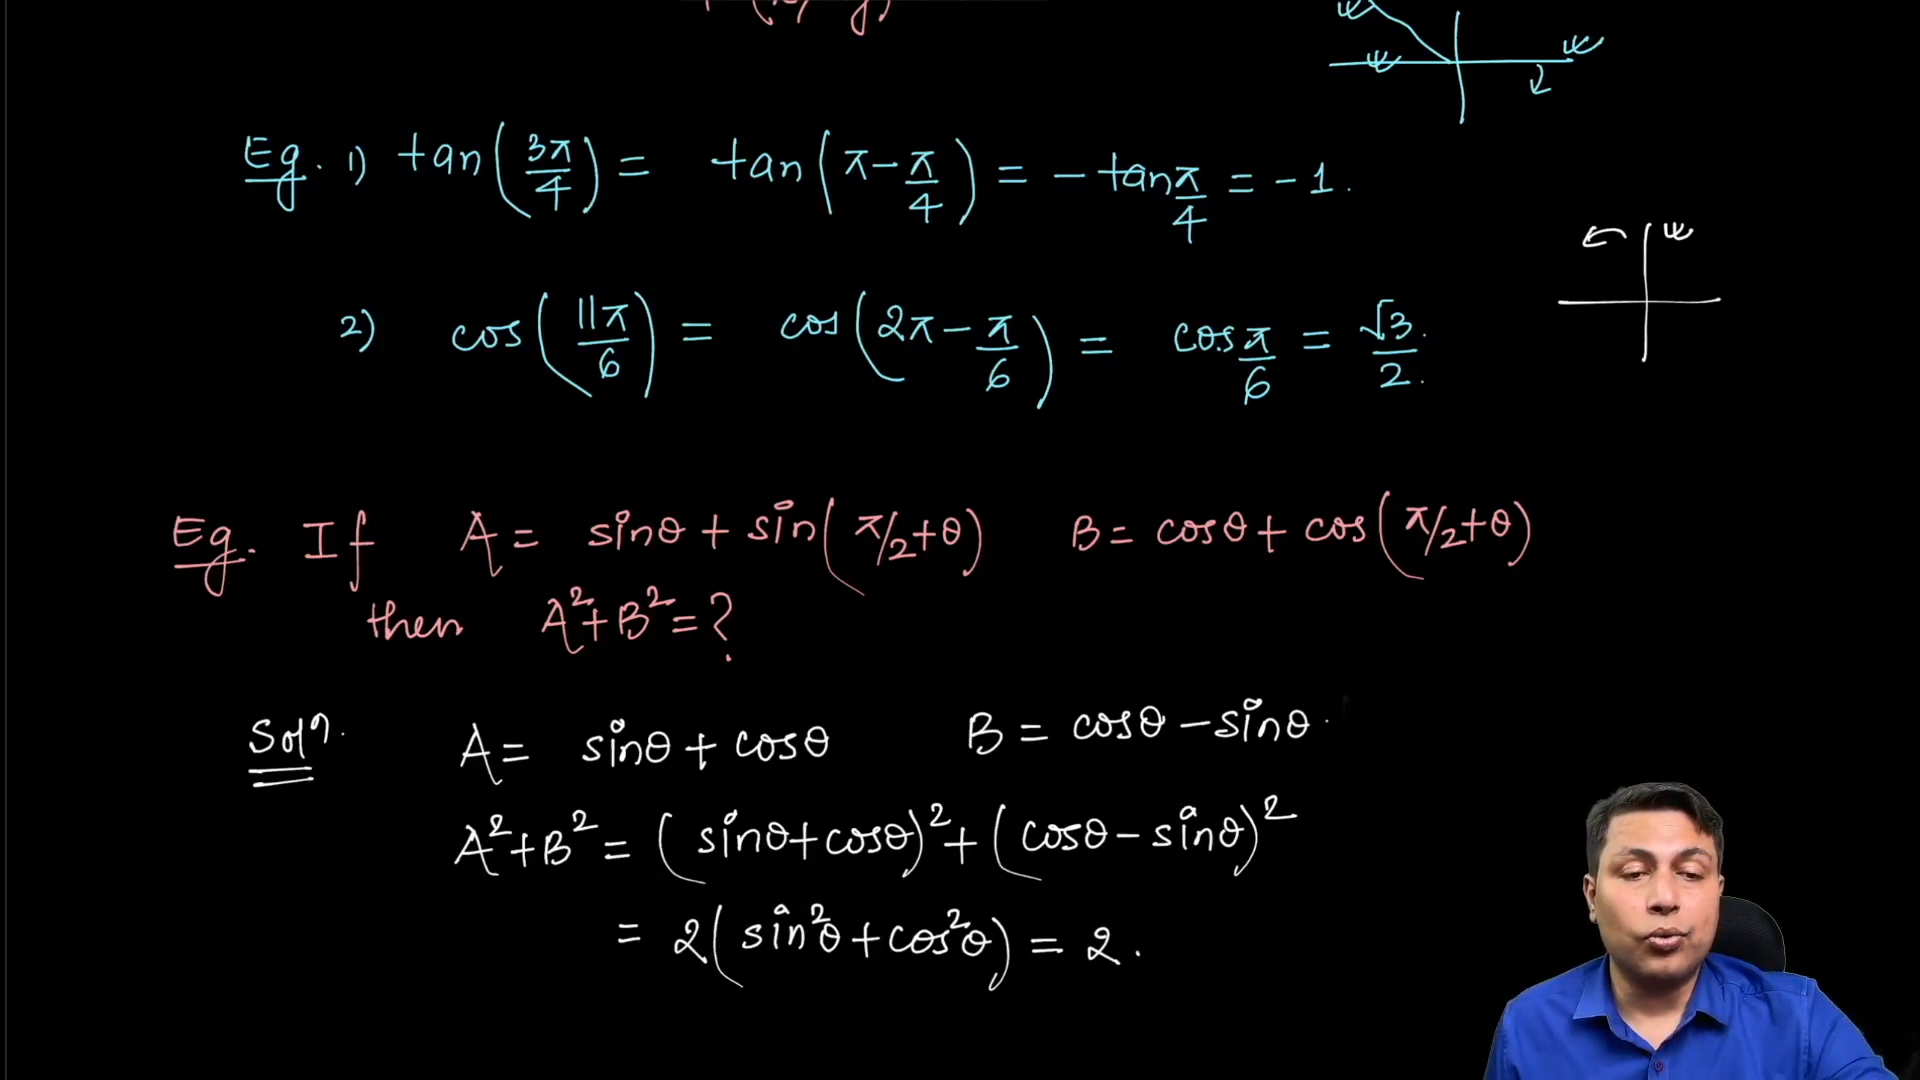 Eg. 1) tan(3π/4) = tan(π-π/4) = -tan π/4 = -1.
2) cos(11π/6) = cos(2π-π/6) = cos π/6 = √3/2.
Eg. If A = sinθ + sin(π/2+θ) B = cosθ + cos(π/2+θ)
then A²+B² = ?
Solⁿ. A = sinθ + cosθ B = cosθ - sinθ.
A²+B² = (sinθ+cosθ)² + (cosθ-sinθ)²
= 2(sin²θ+cos²θ) = 2.